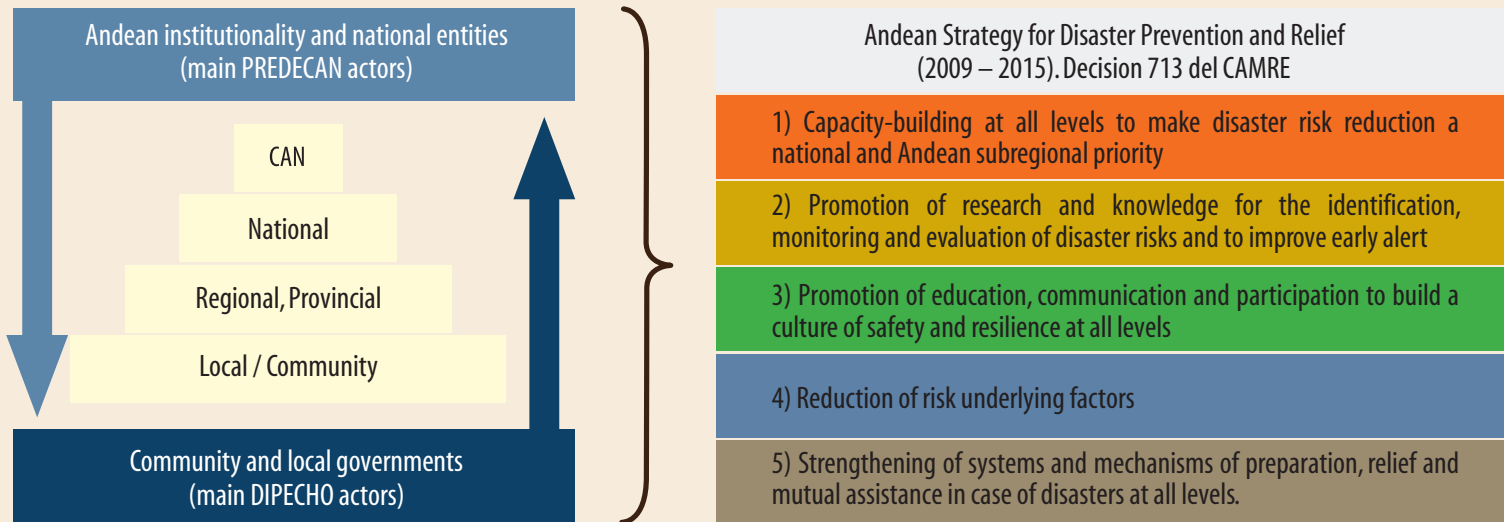 Andean institutionality and national entities
(main PREDECAN actors)
CAN
National
Regional, Provincial
Local / Community
Community and local governments
(main DIPECHO actors)
Andean Strategy for Disaster Prevention and Relief
(2009 – 2015). Decision 713 del CAMRE
1) Capacity-building at all levels to make disaster risk reduction a
national and Andean subregional priority
2) Promotion of research and knowledge for the identification,
monitoring and evaluation of disaster risks and to improve early alert
3) Promotion of education, communication and participation to build a
culture of safety and resilience at all levels
4) Reduction of risk underlying factors
5) Strengthening of systems and mechanisms of preparation, relief and
mutual assistance in case of disasters at all levels.